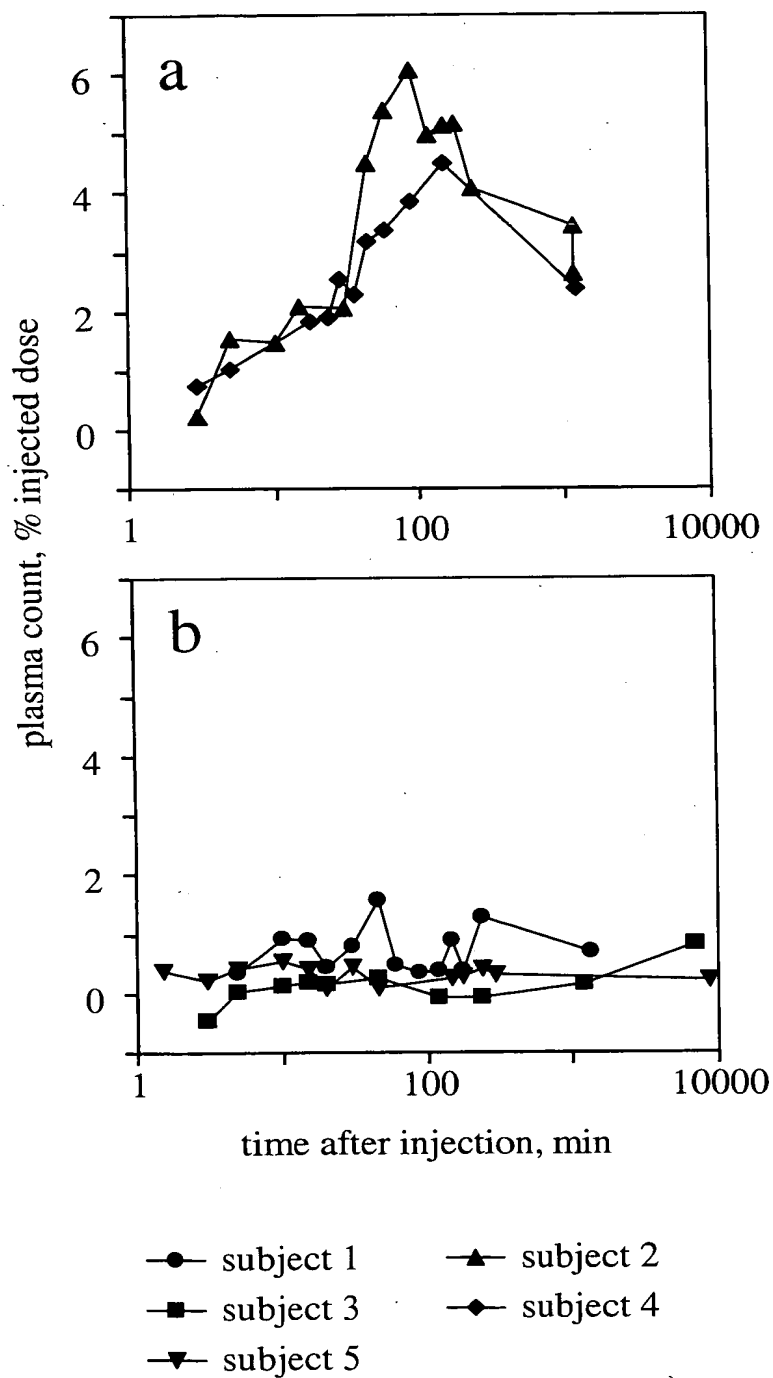 a
6
4
2
0
1 100 10000
plasma count, % injected dose
b
6
4
2
0
1 100 10000
time after injection, min
subject 1 subject 2
subject 3 subject 4
subject 5